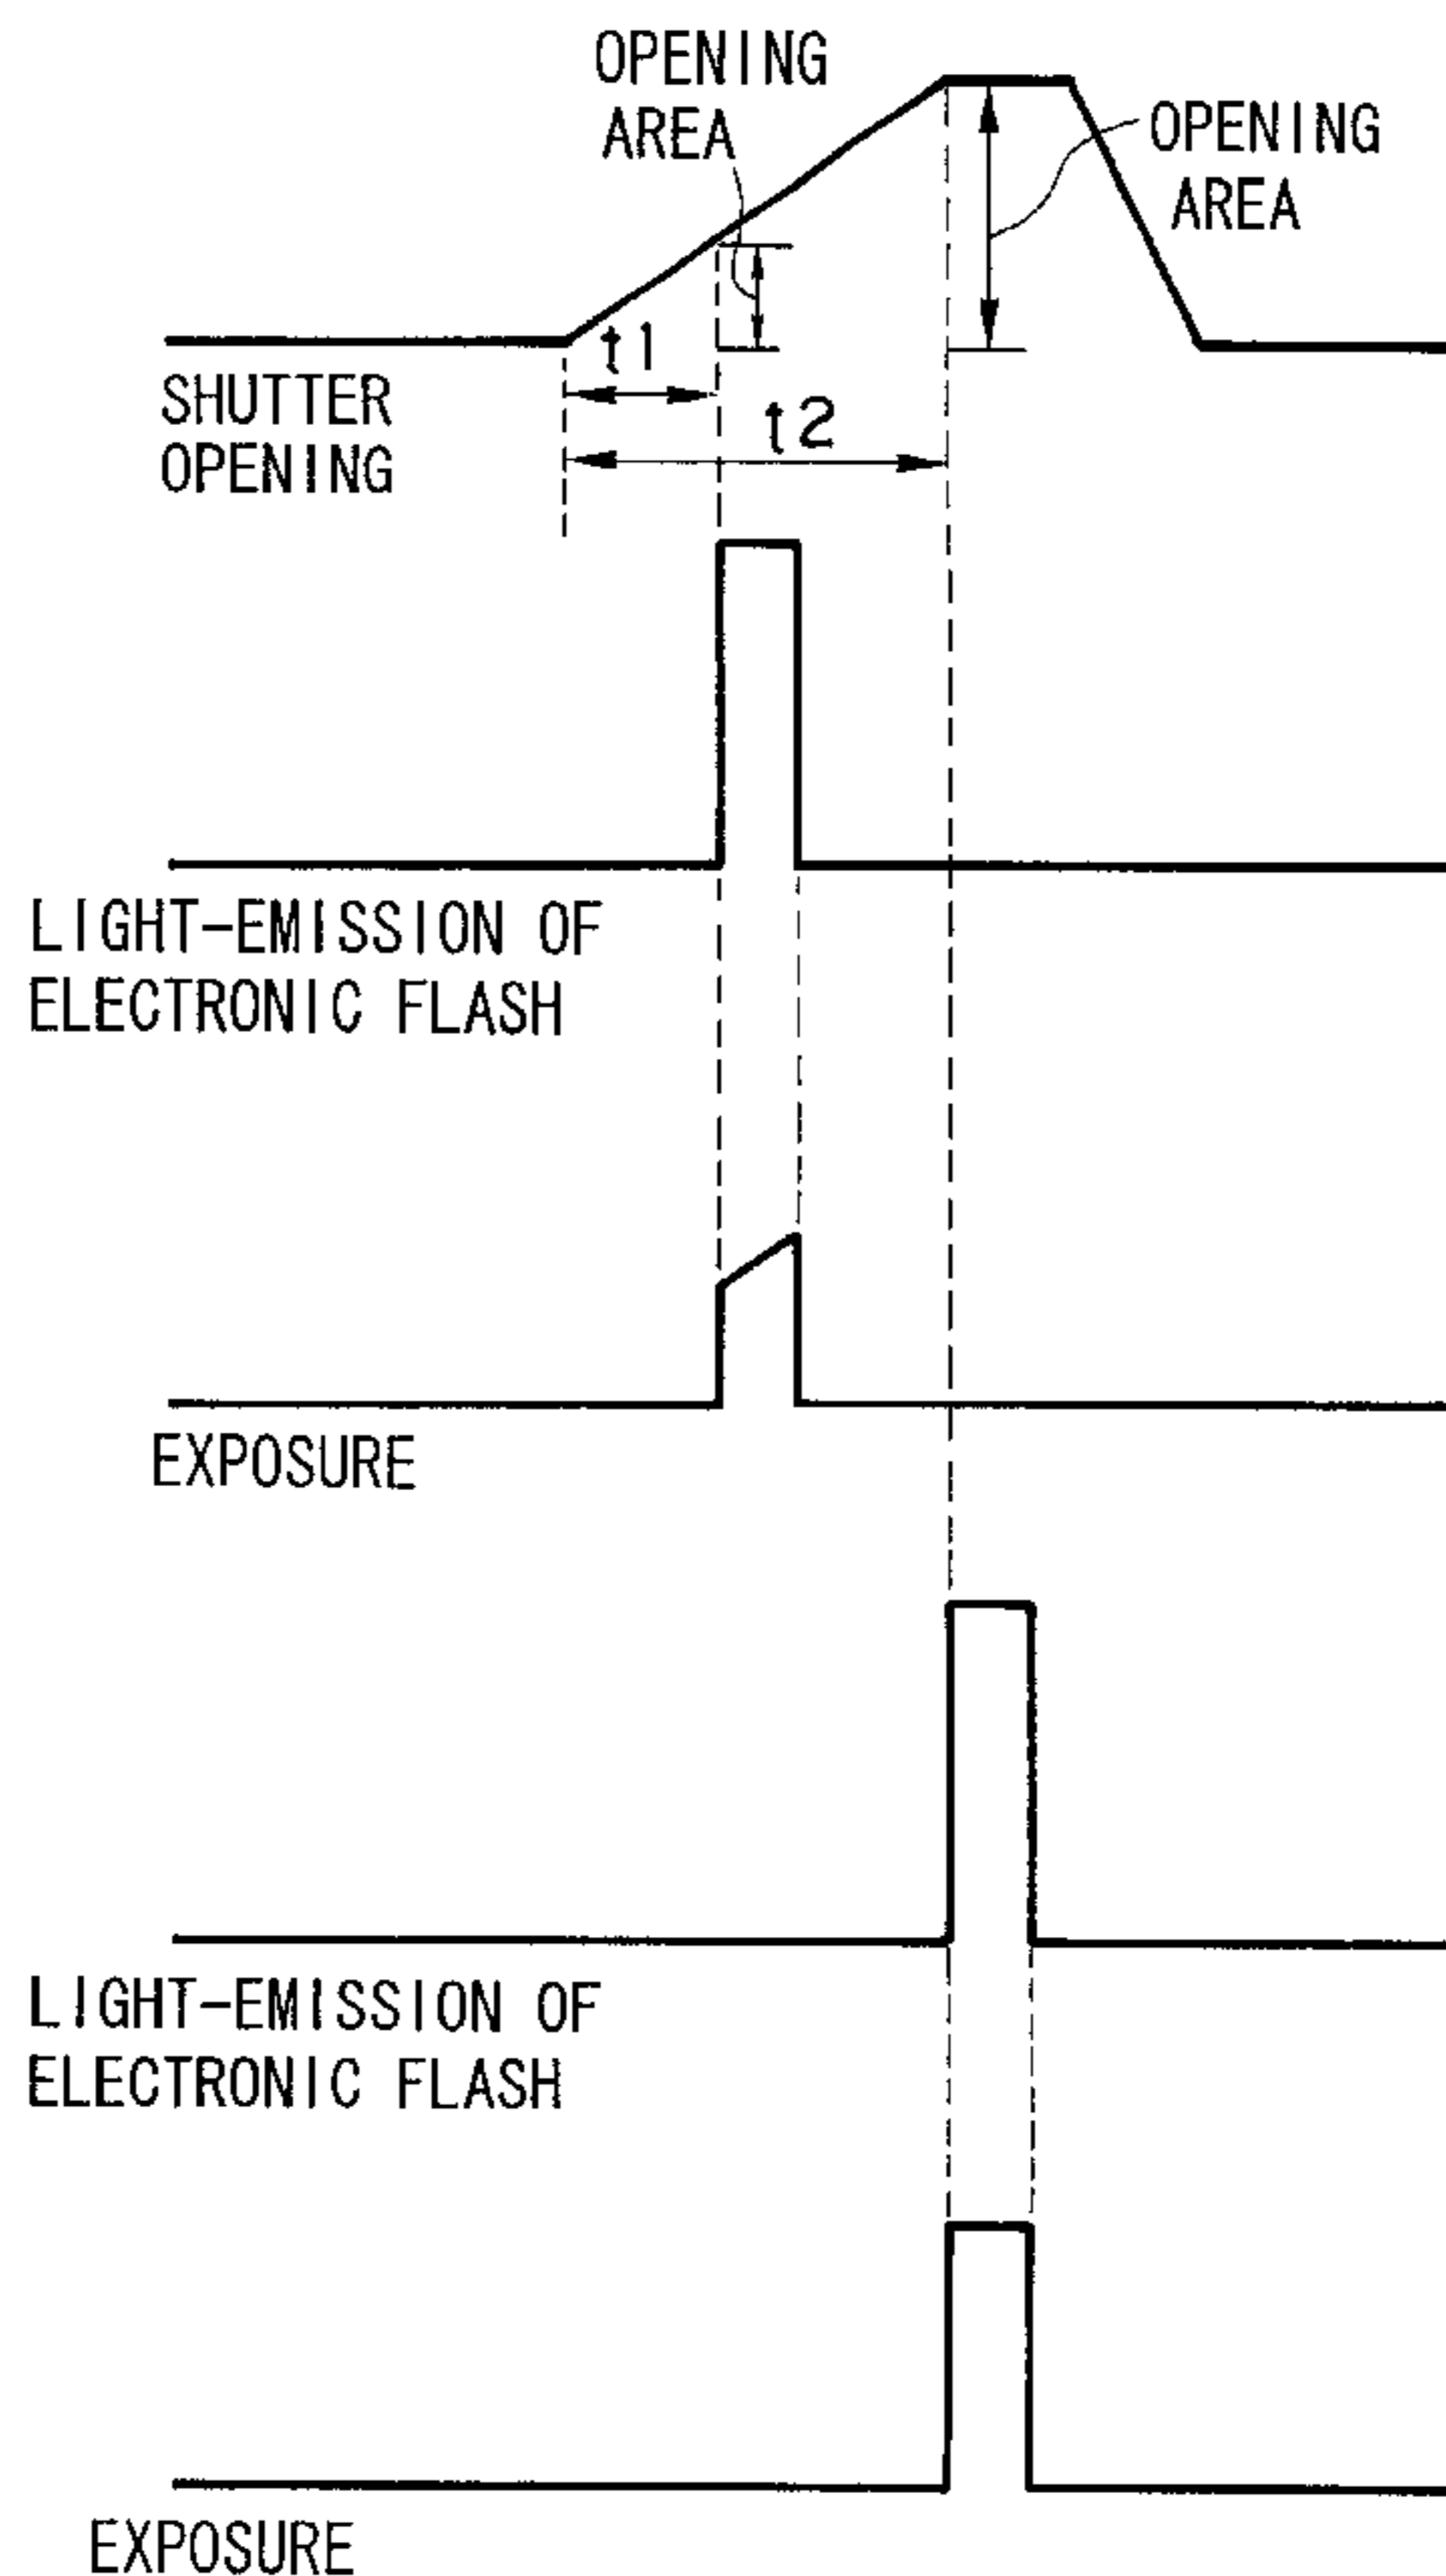 OPENING
AREA
OPENING
AREA
t1
SHUTTER
OPENING
t2
LIGHT-EMISSION OF
ELECTRONIC FLASH
EXPOSURE
LIGHT-EMISSION OF
ELECTRONIC FLASH
EXPOSURE